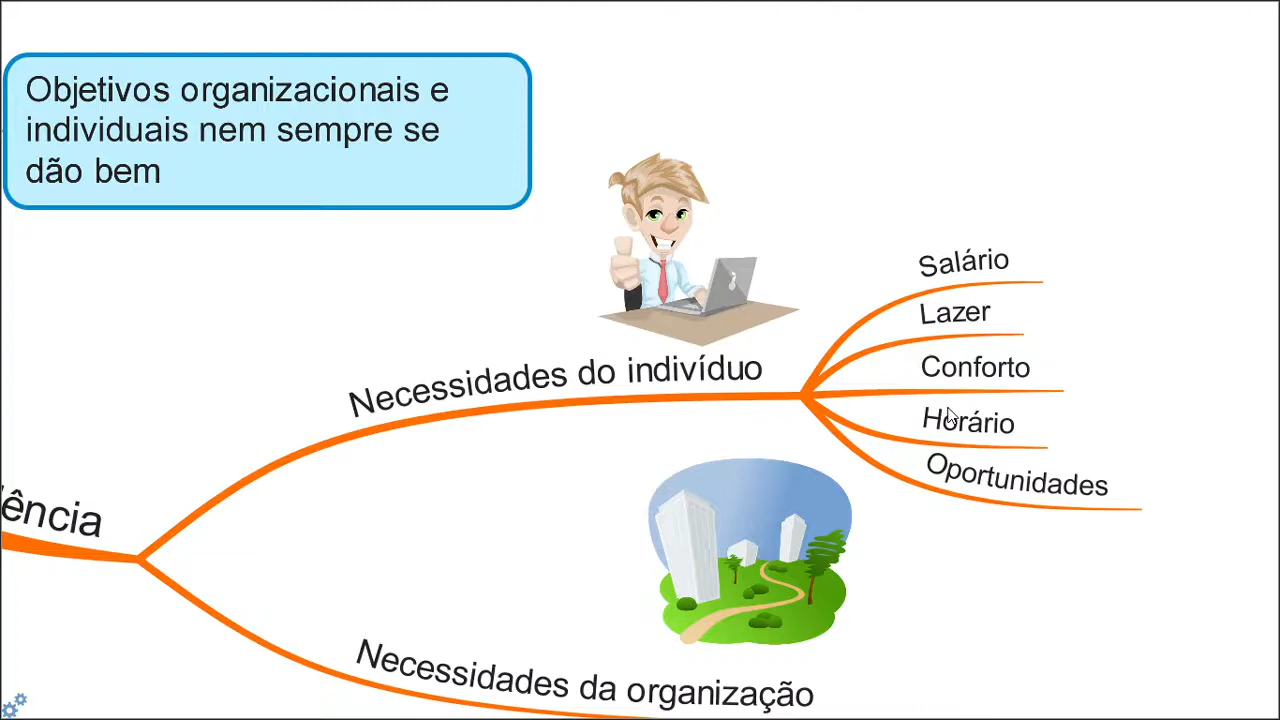 Objetivos organizacionais e
individuais nem sempre se
dão bem
Salário
Lazer
Necessidades do indivíduo
Conforto
Horário
Oportunidades
ência
Necessidades da organização